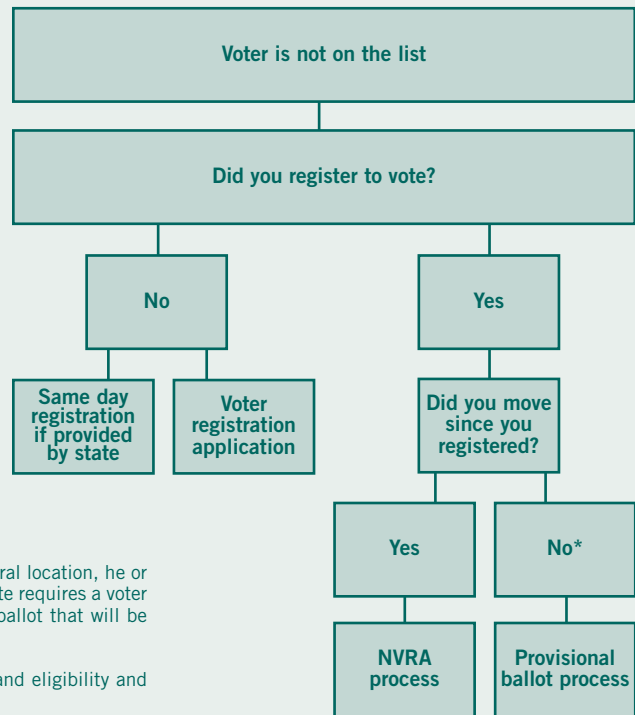 Voter is not on the list
Did you register to vote?
No
Yes
Same day
registration
if provided
by state
Voter
registration
application
Did you move
since you
registered?
Yes
No*
NVRA
process
Provisional
ballot process
ral location, he or
te requires a voter
ballot that will be
and eligibility and